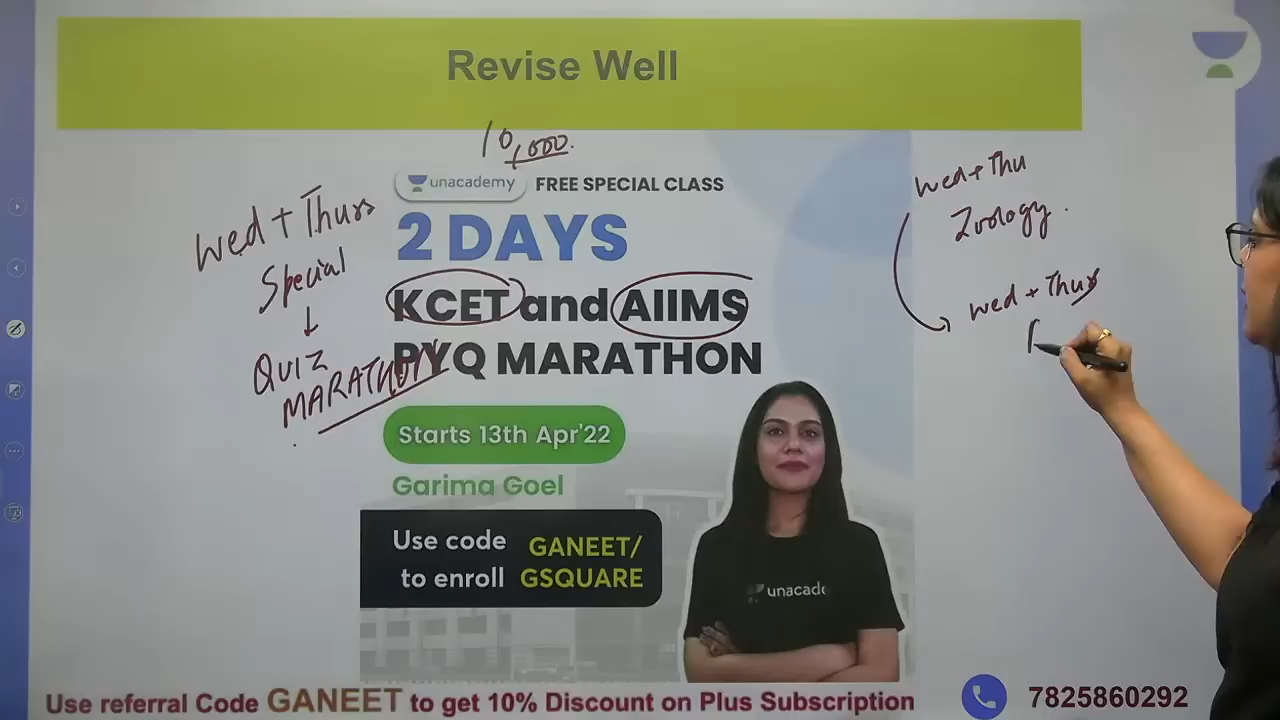 Revise Well
10,000.
unacademy FREE SPECIAL CLASS
2 DAYS
KCET and AIIMS
PYQ MARATHON
Starts 13th Apr'22
Garima Goel
Use code GANEET/
to enroll GSQUARE
unacade
Wed + Thurs
Special
↓
QUIZ
MARATHON
Wed + Thu
Zoology.
Wed + Thurs
Use referral Code GANEET to get 10% Discount on Plus Subscription
7825860292